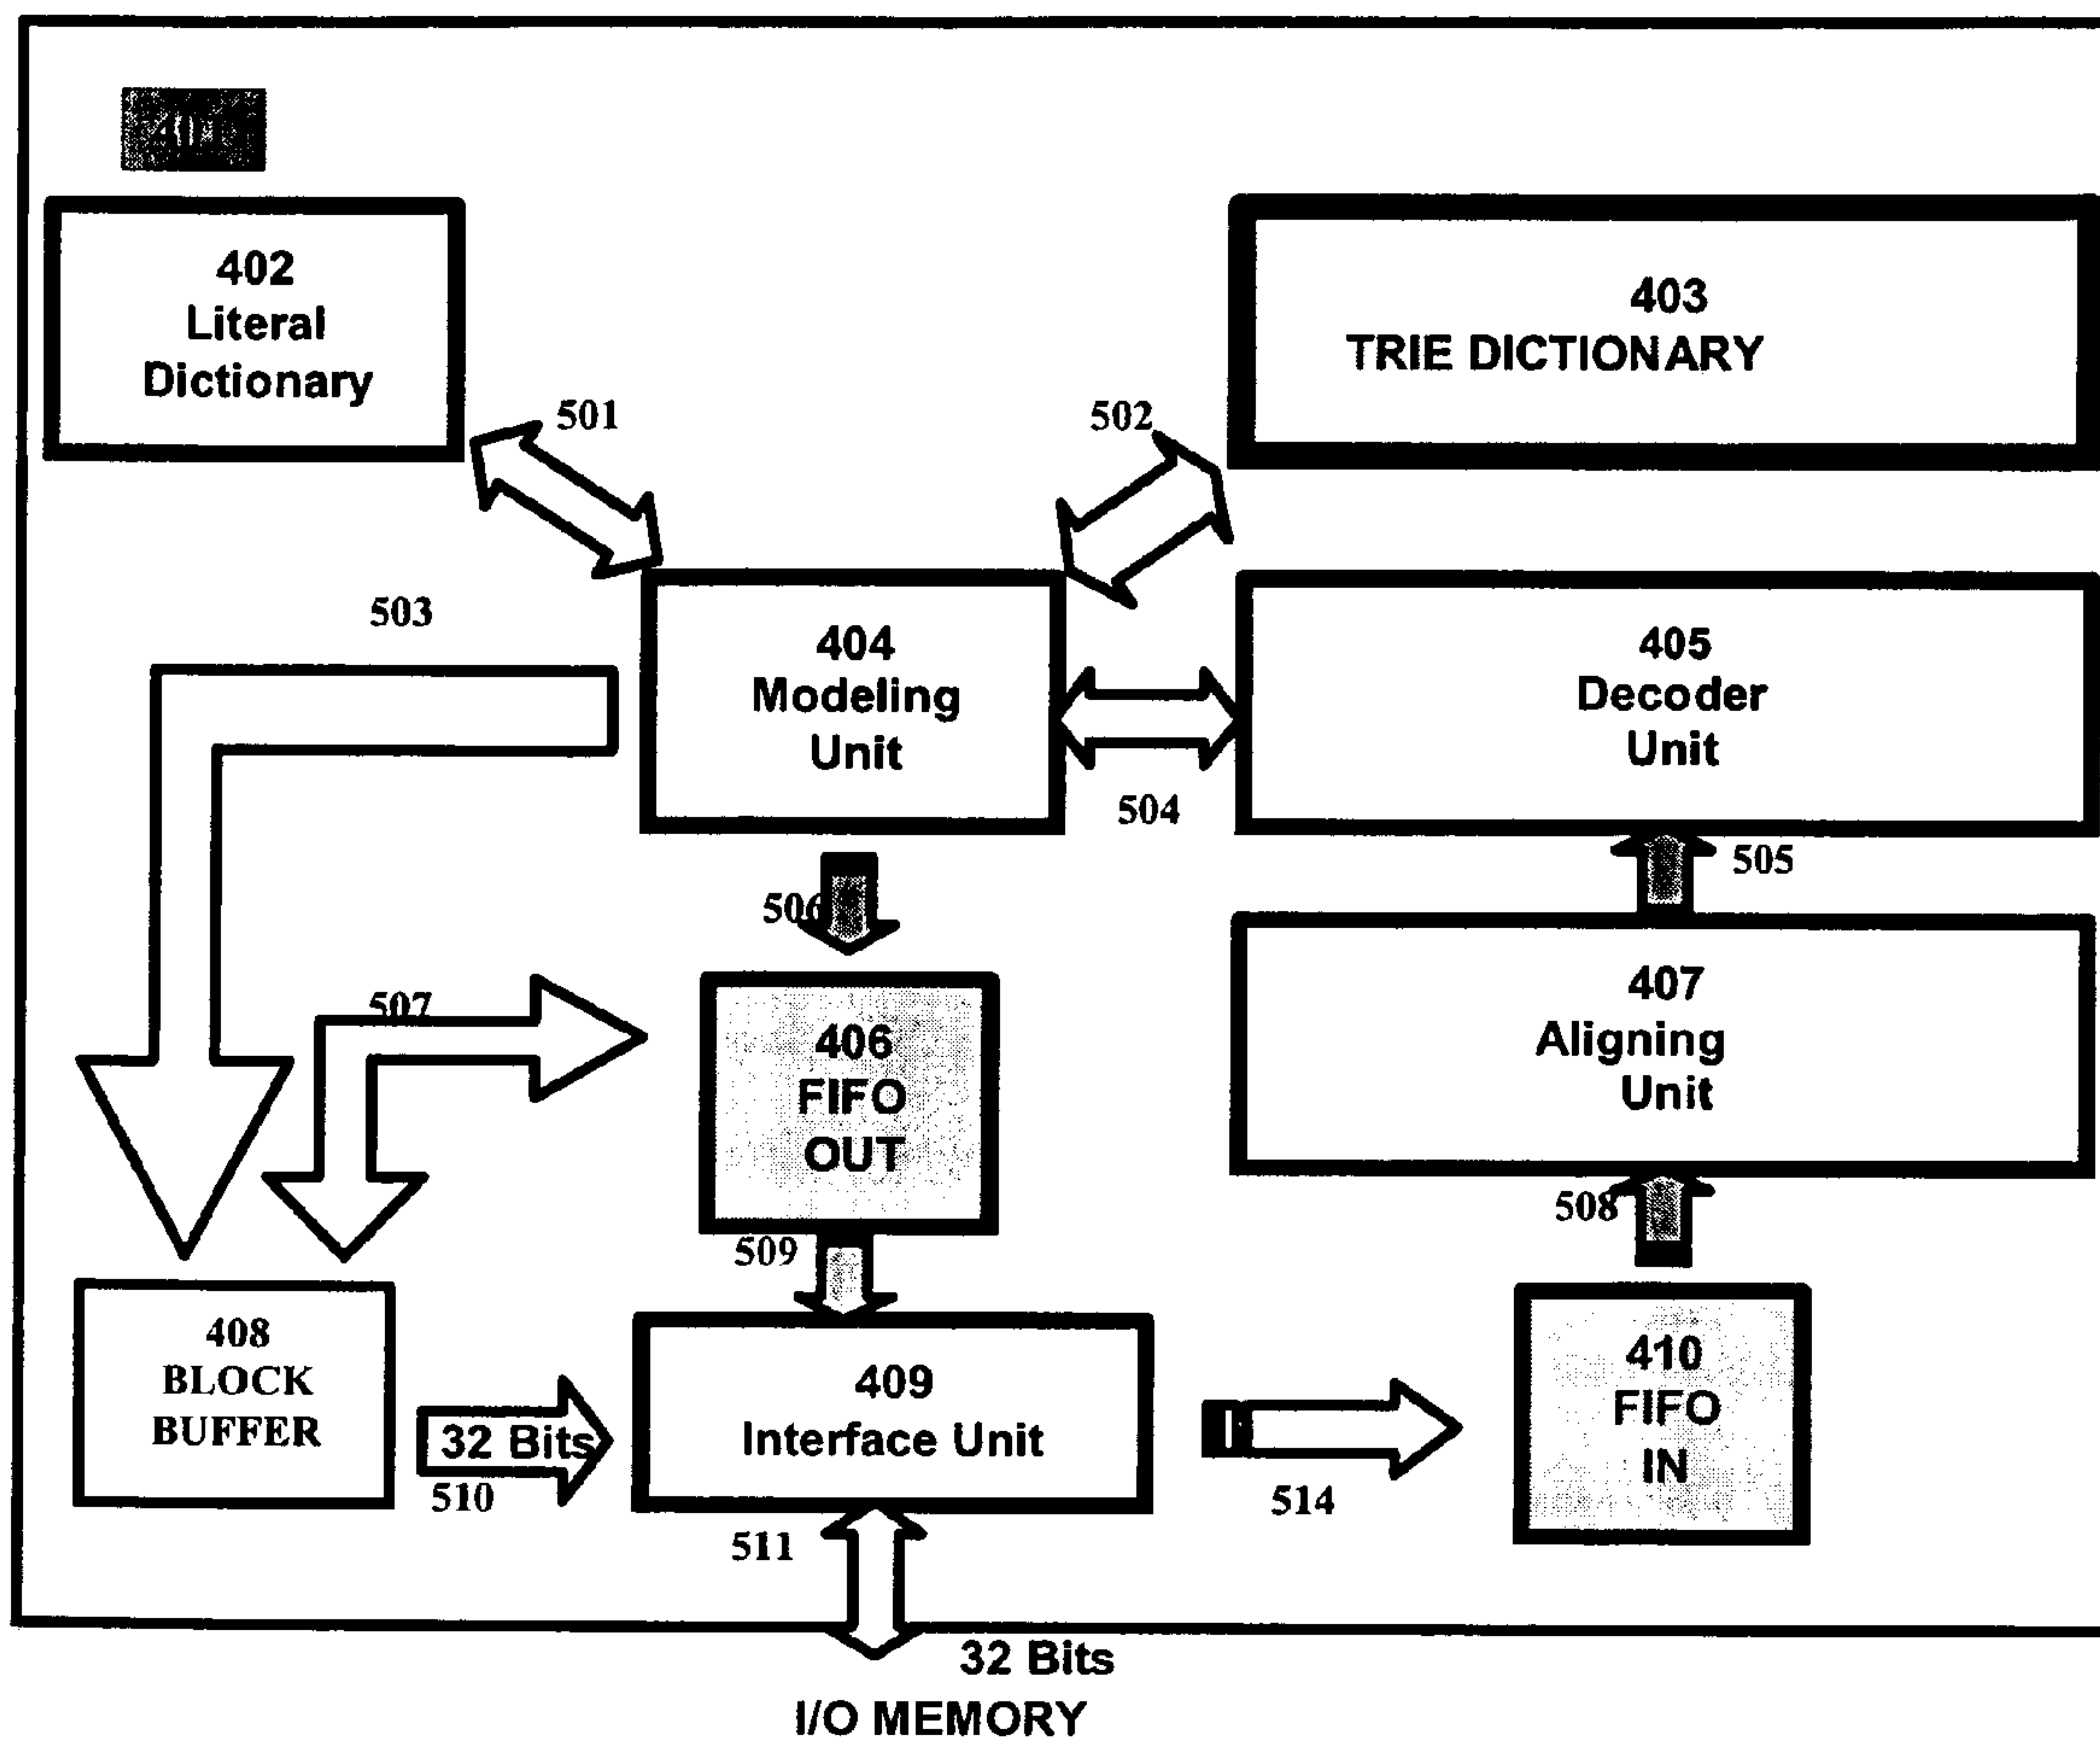 402
Literal
Dictionary
403
TRIE DICTIONARY
501
502
503
404
Modeling
Unit
405
Decoder
Unit
504
505
506
507
406
FIFO
OUT
407
Aligning
Unit
508
509
408
BLOCK
BUFFER
32 Bits
510
409
Interface Unit
514
410
FIFO
IN
511
32 Bits
I/O MEMORY